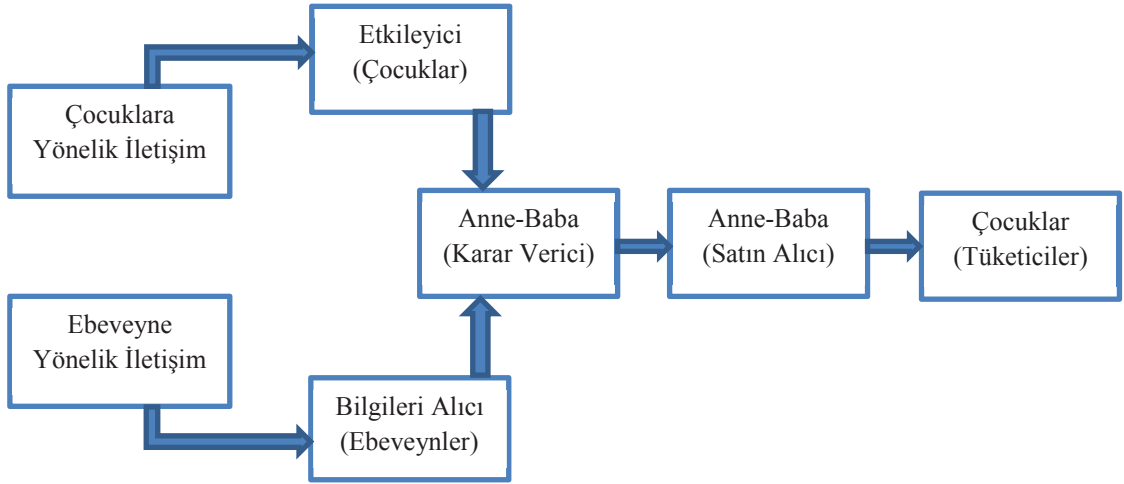 Etkileyici
(Çocuklar)
Çocuklara
Yönelik İletişim
Anne-Baba
(Karar Verici)
Anne-Baba
(Satın Alıcı)
Çocuklar
(Tüketiciler)
Ebeveyne
Yönelik İletişim
Bilgileri Alıcı
(Ebeveynler)